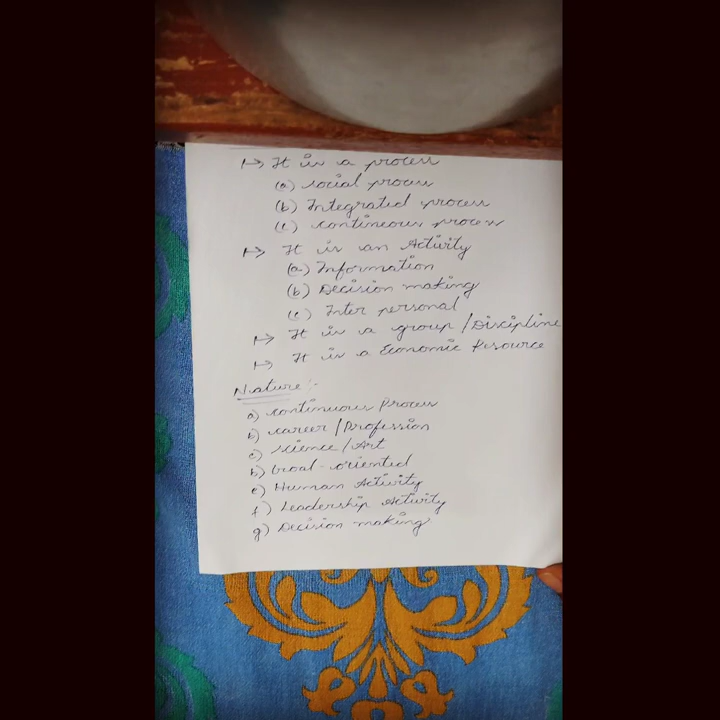 ↦ It is a process
(a) social process
(b) Integrated process
(c) contineous process
↦ It is an Activity
(a) Information
(b) Decision making
(c) Inter personal
↦ It is a group / Discipline
↦ It is a Economic Resource
Nature :-
a) continuous Process
b) career / Profession
c) science / Art
b) Goal-oriented
e) Human Activity
f) Leadership Activity
g) Decision making